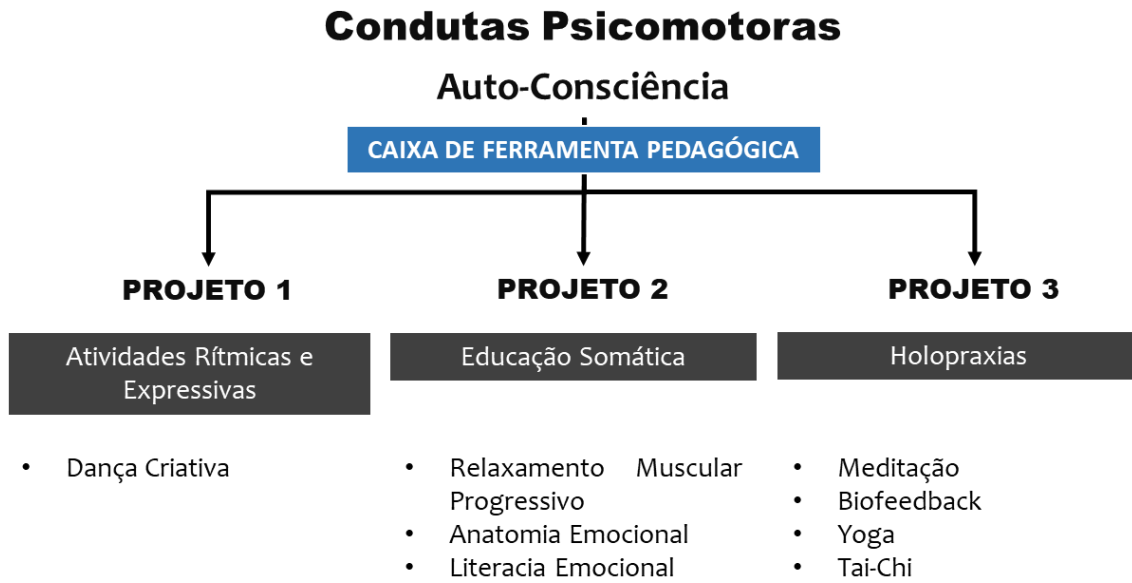 Condutas Psicomotoras
Auto-Consciência
CAIXA DE FERRAMENTA PEDAGÓGICA
PROJETO 1
Atividades Rítmicas e
Expressivas
• Dança Criativa
PROJETO 2
Educação Somática
• Relaxamento Muscular
Progressivo
• Anatomia Emocional
• Literacia Emocional
PROJETO 3
Holopraxias
• Meditação
• Biofeedback
• Yoga
• Tai-Chi